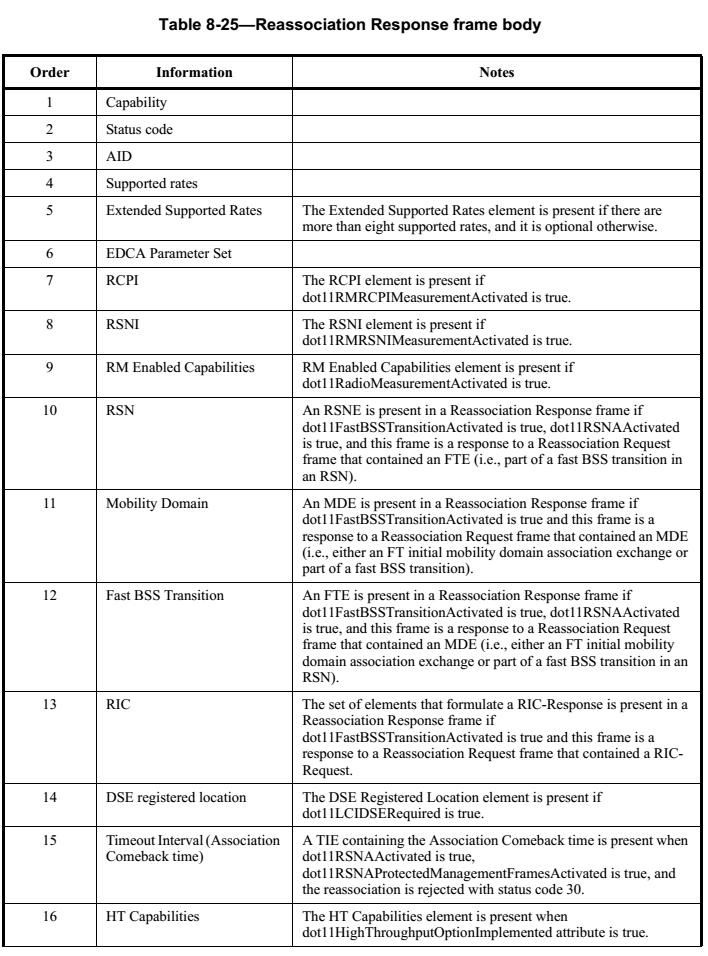 Table 8-25—Reassociation Response frame body
Order Information Notes
1 Capability
2 Status code
3 AID
4 Supported rates
5 Extended Supported Rates The Extended Supported Rates element is present if there are
more than eight supported rates, and it is optional otherwise.
6 EDCA Parameter Set
7 RCPI The RCPI element is present if
dot11RMRCPIMeasurementActivated is true.
8 RSNI The RSNI element is present if
dot11RMRSNIMeasurementActivated is true.
9 RM Enabled Capabilities RM Enabled Capabilities element is present if
dot11RadioMeasurementActivated is true.
10 RSN An RSNE is present in a Reassociation Response frame if
dot11FastBSSTransitionActivated is true, dot11RSNAActivated
is true, and this frame is a response to a Reassociation Request
frame that contained an FTE (i.e., part of a fast BSS transition in
an RSN).
11 Mobility Domain An MDE is present in a Reassociation Response frame if
dot11FastBSSTransitionActivated is true and this frame is a
response to a Reassociation Request frame that contained an MDE
(i.e., either an FT initial mobility domain association exchange or
part of a fast BSS transition).
12 Fast BSS Transition An FTE is present in a Reassociation Response frame if
dot11FastBSSTransitionActivated is true, dot11RSNAActivated
is true, and this frame is a response to a Reassociation Request
frame that contained an MDE (i.e., either an FT initial mobility
domain association exchange or part of a fast BSS transition in an
RSN).
13 RIC The set of elements that formulate a RIC-Response is present in a
Reassociation Response frame if
dot11FastBSSTransitionActivated is true and this frame is a
response to a Reassociation Request frame that contained a RIC-
Request.
14 DSE registered location The DSE Registered Location element is present if
dot11LCIDSERequired is true.
15 Timeout Interval (Association A TIE containing the Association Comeback time is present when
Comeback time) dot11RSNAActivated is true,
dot11RSNAProtectedManagementFramesActivated is true, and
the reassociation is rejected with status code 30.
16 HT Capabilities The HT Capabilities element is present when
dot11HighThroughputOptionImplemented attribute is true.